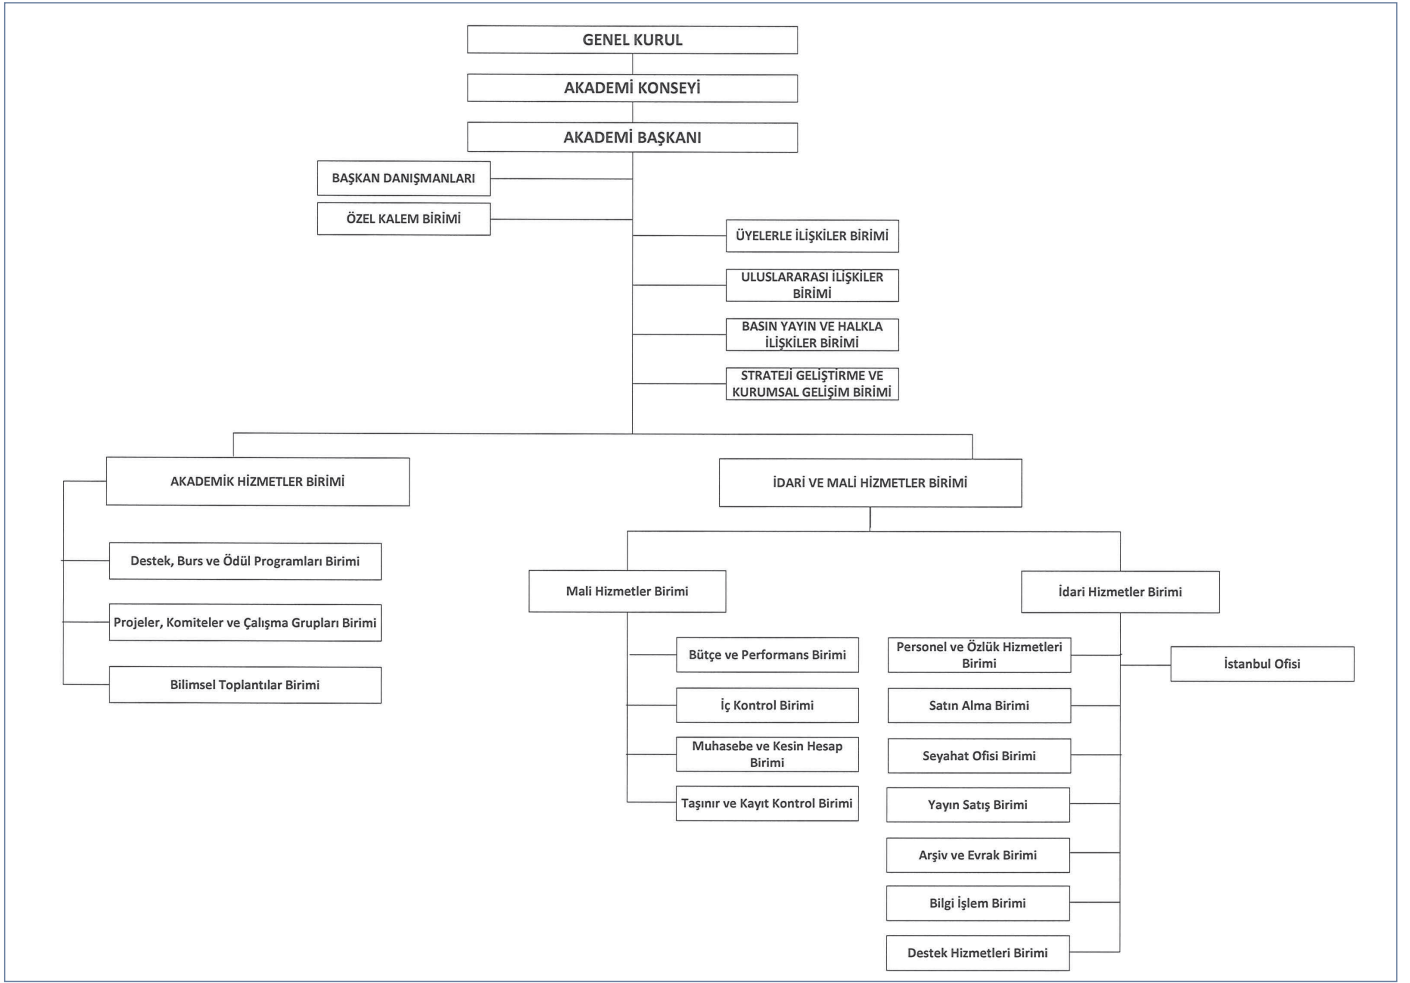 GENEL KURUL
AKADEMİ KONSEYİ
AKADEMİ BAŞKANI
BAŞKAN DANIŞMANLARI
ÖZEL KALEM BİRİMİ
ÜYELERLE İLİŞKİLER BİRİMİ
ULUSLARARASI İLİŞKİLER
BİRİMİ
BASIN YAYIN VE HALKLA
İLİŞKİLER BİRİMİ
STRATEJİ GELİŞTİRME VE
KURUMSAL GELİŞİM BİRİMİ
AKADEMİK HİZMETLER BİRİMİ
Destek, Burs ve Ödül Programları Birimi
Projeler, Komiteler ve Çalışma Grupları Birimi
Bilimsel Toplantılar Birimi
İDARİ VE MALİ HİZMETLER BİRİMİ
Mali Hizmetler Birimi
Bütçe ve Performans Birimi
İç Kontrol Birimi
Muhasebe ve Kesin Hesap
Birimi
Taşınır ve Kayıt Kontrol Birimi
İdari Hizmetler Birimi
Personel ve Özlük Hizmetleri
Birimi
Satın Alma Birimi
Seyahat Ofisi Birimi
Yayın Satış Birimi
Arşiv ve Evrak Birimi
Bilgi İşlem Birimi
Destek Hizmetleri Birimi
İstanbul Ofisi